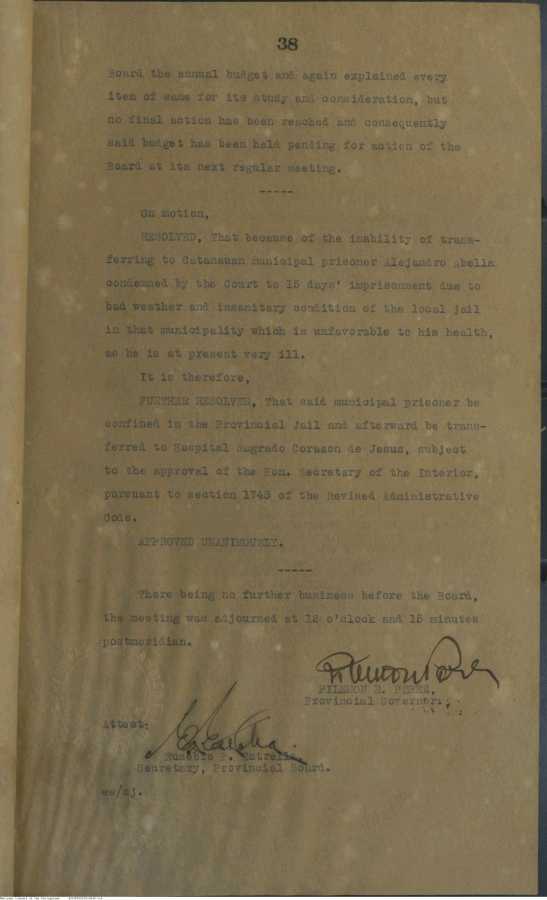 38
Board the annual budget and again explained every
item of same for its study and consideration, but
no final action has been reached and consequently
said budget has been held pending for action of the
Board at its next regular meeting.
-----
On motion,
RESOLVED, That because of the inability of trans-
ferring to Catanauan municipal prisoner Alejandro Abella
condemned by the Court to 15 days' imprisonment due to
bad weather and insanitary condition of the local jail
in that municipality which is unfavorable to his health,
as he is at present very ill.
It is therefore,
FURTHER RESOLVED, That said municipal prisoner be
confined in the Provincial Jail and afterward be trans-
ferred to Hospital Sagrado Corazon de Jesus, subject
to the approval of the Hon. Secretary of the Interior,
pursuant to section 1743 of the Revised Administrative
Code.
APPROVED UNANIMOUSLY.
-----
There being no further business before the Board,
the meeting was adjourned at 12 o'clock and 15 minutes
postmeridian.
FILEMON E. PEREZ,
Provincial Governor.
Attest:
Eusebio Estrella
Secretary, Provincial Board.